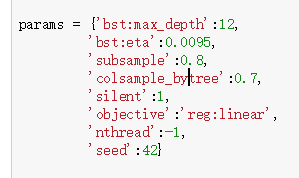 params = {'bst:max_depth':12,
'bst:eta':0.0095,
'subsample':0.8,
'colsample_bytree':0.7,
'silent':1,
'objective':'reg:linear',
'nthread':-1,
'seed':42}